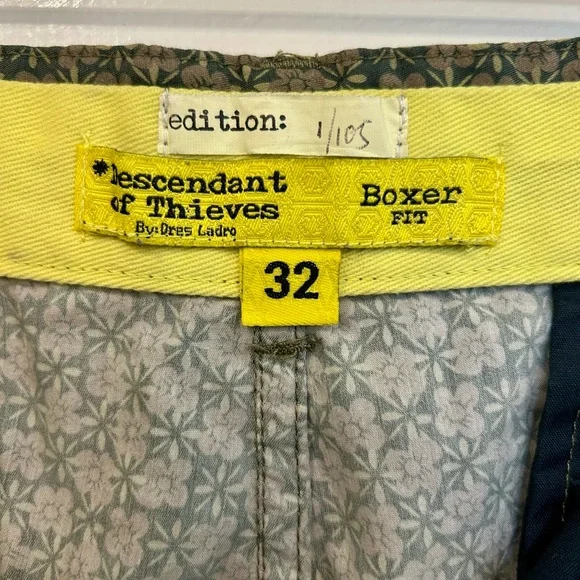 edition: 1/105
*Descendant
of Thieves
By: Dres Ladro
Boxer
FIT
32